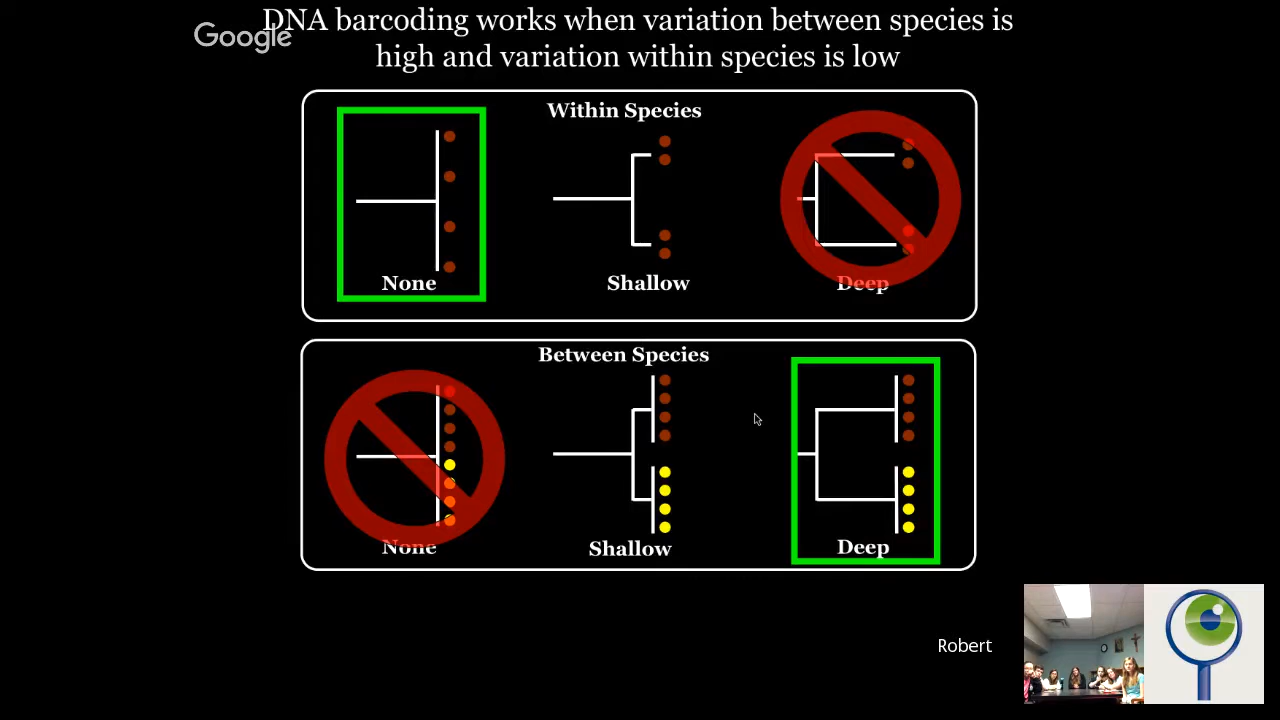 Google
DNA barcoding works when variation between species is
high and variation within species is low
Within Species
None
Shallow
Deep
Between Species
None
Shallow
Deep
Robert